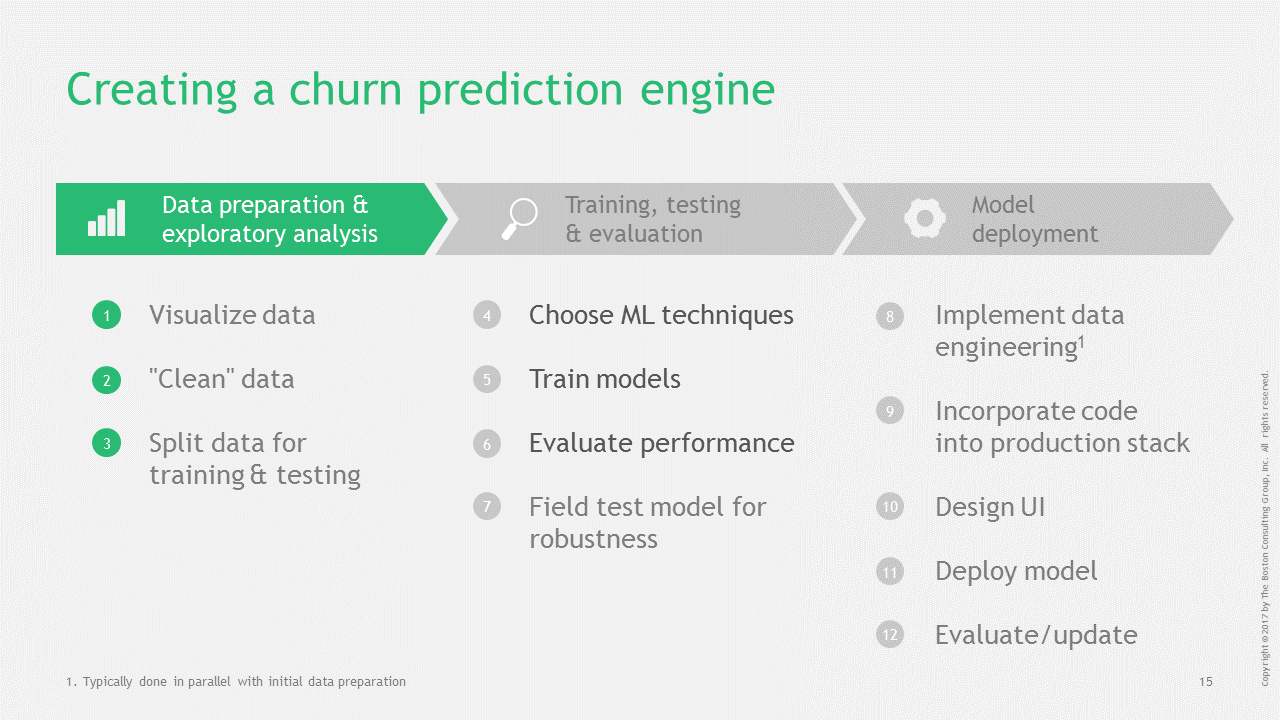 Creating a churn prediction engine
Data preparation &
exploratory analysis
Training, testing
& evaluation
Model
deployment
1 Visualize data
2 "Clean" data
3 Split data for
training & testing
4 Choose ML techniques
5 Train models
6 Evaluate performance
7 Field test model for
robustness
8 Implement data
engineering¹
9 Incorporate code
into production stack
10 Design UI
11 Deploy model
12 Evaluate/update
1. Typically done in parallel with initial data preparation
15
Copyright © 2017 by The Boston Consulting Group, Inc. All rights reserved.